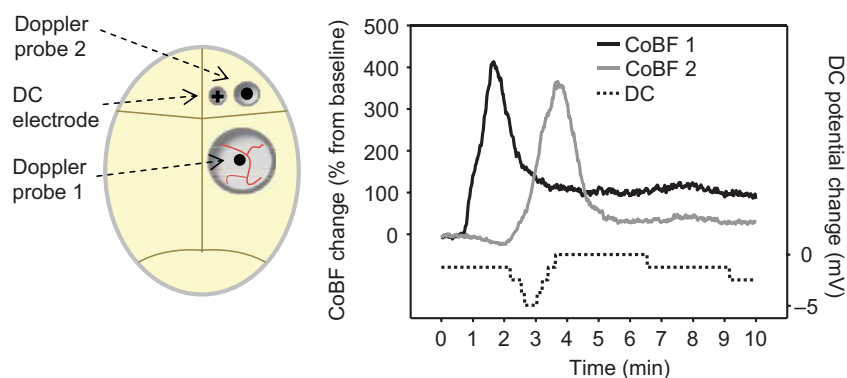 Doppler
probe 2
DC
electrode
Doppler
probe 1
CoBF change (% from baseline)
500
400
300
200
100
0
CoBF 1
CoBF 2
DC
0
–5
DC potential change (mV)
0 1 2 3 4 5 6 7 8 9 10
Time (min)